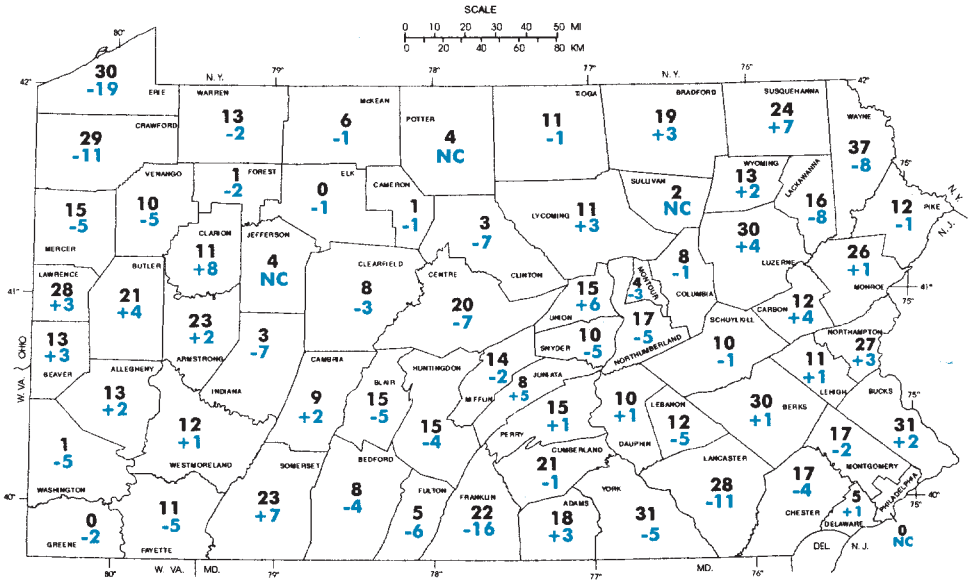 SCALE
0 10 20 30 40 50 MI
0 20 40 60 80 KM
80°
42°
N.Y.
79°
78°
77°
N.Y.
76°
42°
30
-19
ERIE
WARREN
13
-2
McKEAN
6
-1
POTTER
4
NC
TIOGA
11
-1
BRADFORD
19
+3
SUSQUEHANNA
24
+7
WAYNE
37
-8
75°
CRAWFORD
29
-11
VENANGO
10
-5
1
-2
FOREST
ELK
0
-1
CAMERON
1
-1
3
-7
CLINTON
LYCOMING
11
+3
SULLIVAN
2
NC
WYOMING
13
+2
LACKAWANNA
16
-8
12
-1
PIKE
N.Y.
N.J.
15
-5
MERCER
CLARION
11
+8
JEFFERSON
4
NC
CLEARFIELD
8
-3
CENTRE
20
-7
15
+6
UNION
MONTOUR
4
-3
8
-1
COLUMBIA
30
+4
LUZERNE
26
+1
MONROE
41°
LAWRENCE
28
+3
41°
BUTLER
21
+4
23
+2
ARMSTRONG
3
-7
INDIANA
10
-5
SNYDER
17
-5
NORTHUMBERLAND
SCHUYLKILL
10
-1
CARBON
12
+4
NORTHAMPTON
27
+3
13
+3
BEAVER
OHIO
W. VA.
ALLEGHENY
13
+2
CAMBRIA
9
+2
BLAIR
15
-5
HUNTINGDON
15
-4
14
-2
MIFFLIN
8
+5
JUNIATA
15
+1
PERRY
10
+1
DAUPHIN
LEBANON
12
-5
30
+1
BERKS
11
+1
LEHIGH
BUCKS
31
+2
75°
12
+1
WESTMORELAND
1
-5
WASHINGTON
SOMERSET
23
+7
BEDFORD
8
-4
FULTON
5
-6
FRANKLIN
22
-16
CUMBERLAND
21
-1
ADAMS
18
+3
YORK
31
-5
LANCASTER
28
-11
17
-4
CHESTER
17
-2
MONTGOMERY
5
+1
DELAWARE
PHILADELPHIA
0
NC
40°
75°
40°
0
-2
GREENE
11
-5
FAYETTE
80°
W. VA.
MD.
79°
78°
77°
MD.
76°
DEL
N.J.